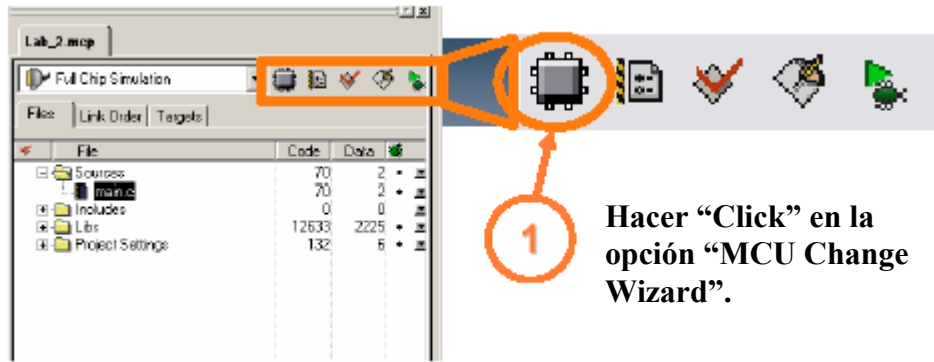 Lab_2.mcp
Full Chip Simulation
Files Link Order Targets
File Code Data
Sources 70 2
main.c 70 2
Includes 0 0
Libs 12633 2225
Project Settings 132 6
1
Hacer “Click” en la
opción “MCU Change
Wizard”.